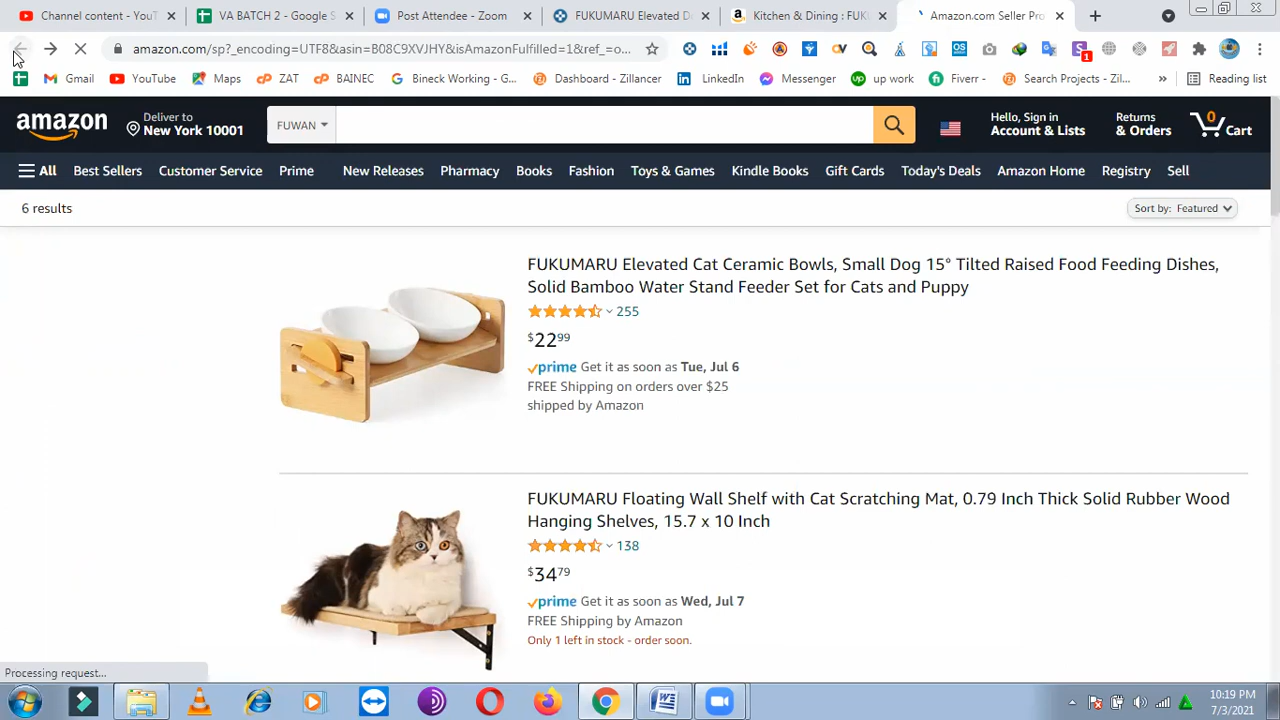 Channel content - YouT
VA BATCH 2 - Google S
Post Attendee - Zoom
FUKUMARU Elevated D
Kitchen & Dining : FUK
Amazon.com Seller Pro
amazon.com/sp?_encoding=UTF8&asin=B08C9XVJHY&isAmazonFulfilled=1&ref_=o...
Gmail
YouTube
Maps
ZAT
BAINEC
Bineck Working - G...
Dashboard - Zillancer
LinkedIn
Messenger
up work
Fiverr -
Search Projects - Zil...
Reading list
amazon
Deliver to
New York 10001
FUWAN
Hello, Sign in
Account & Lists
Returns
& Orders
0
Cart
All
Best Sellers
Customer Service
Prime
New Releases
Pharmacy
Books
Fashion
Toys & Games
Kindle Books
Gift Cards
Today's Deals
Amazon Home
Registry
Sell
6 results
Sort by: Featured
FUKUMARU Elevated Cat Ceramic Bowls, Small Dog 15° Tilted Raised Food Feeding Dishes,
Solid Bamboo Water Stand Feeder Set for Cats and Puppy
255
$22.99
prime Get it as soon as Tue, Jul 6
FREE Shipping on orders over $25
shipped by Amazon
FUKUMARU Floating Wall Shelf with Cat Scratching Mat, 0.79 Inch Thick Solid Rubber Wood
Hanging Shelves, 15.7 x 10 Inch
138
$34.79
prime Get it as soon as Wed, Jul 7
FREE Shipping by Amazon
Only 1 left in stock - order soon.
Processing request...
10:19 PM
7/3/2021